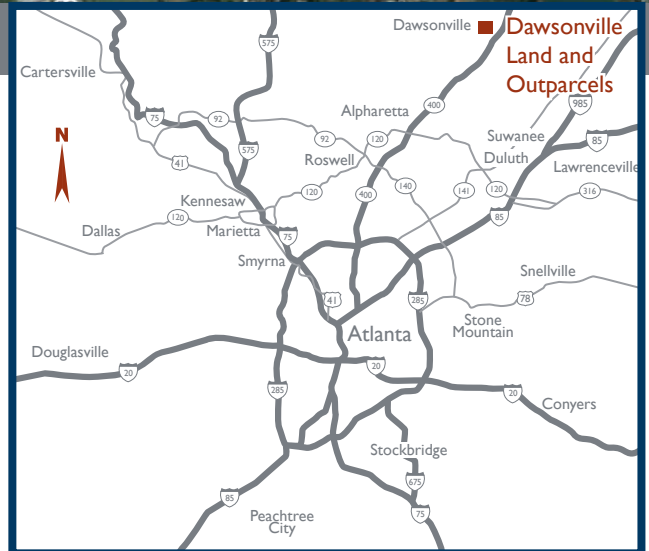 Dawsonville
Dawsonville
Land and
Outparcels
575
Cartersville
985
400
Alpharetta
75
92
92
120
Suwanee
85
575
Roswell
Duluth
41
Lawrenceville
N
Kennesaw
120
400
140
141
120
316
120
85
Dallas
Marietta
75
Smyrna
Snellville
41
285
78
Stone
Mountain
Atlanta
Douglasville
20
20
285
20
Conyers
Stockbridge
675
85
75
Peachtree
City